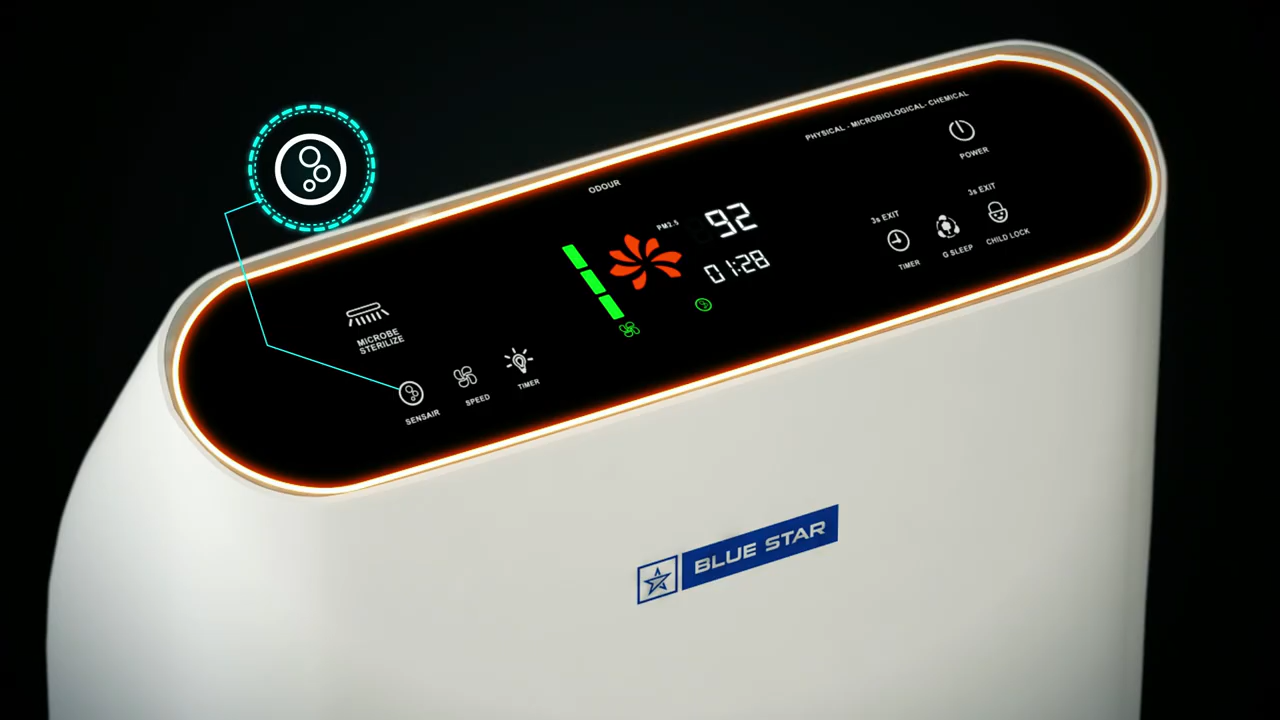 PHYSICAL - MICROBIOLOGICAL - CHEMICAL
POWER
ODOUR
PM2.5
92
01:28
3s EXIT
3s EXIT
TIMER
G SLEEP
CHILD LOCK
MICROBE
STERILIZE
SENSAIR
SPEED
TIMER
BLUE STAR